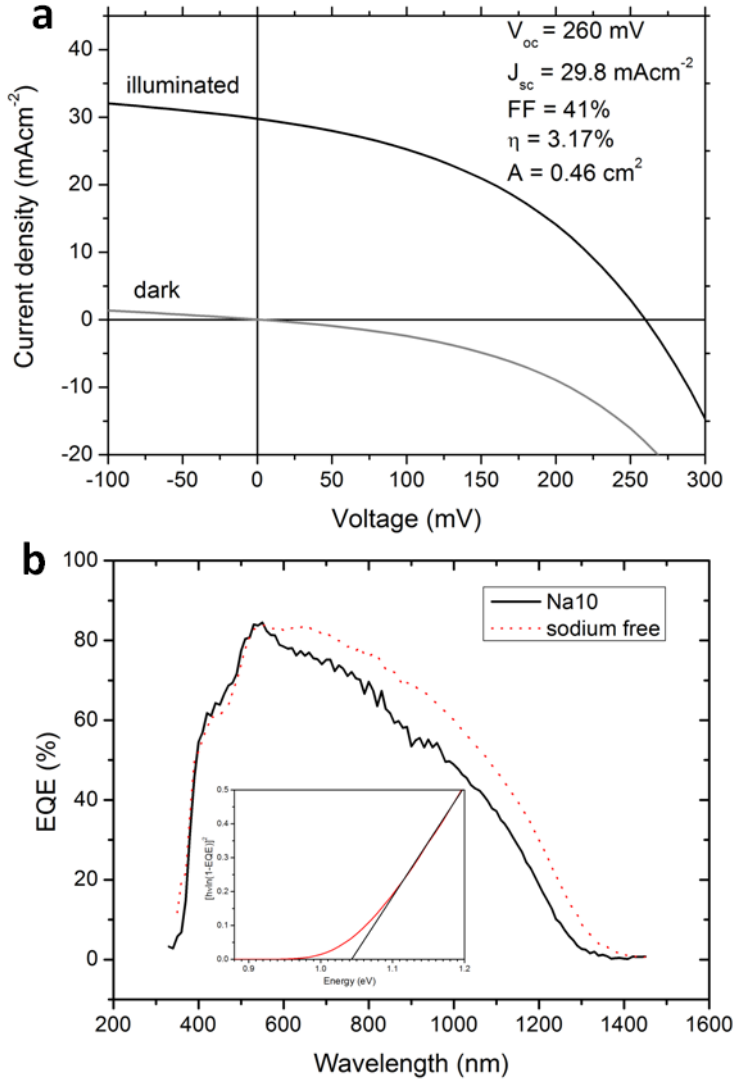 a
V_oc = 260 mV
J_sc = 29.8 mAcm⁻²
FF = 41%
η = 3.17%
A = 0.46 cm²
illuminated
dark
Current density (mAcm⁻²)
40
30
20
10
0
-10
-20
-100 -50 0 50 100 150 200 250 300
Voltage (mV)
b
Na10
sodium free
EQE (%)
100
80
60
40
20
0
[hνln(1-EQE)]²
0.5
0.4
0.3
0.2
0.1
0.0
0.9 1.0 1.1 1.2
Energy (eV)
200 400 600 800 1000 1200 1400 1600
Wavelength (nm)